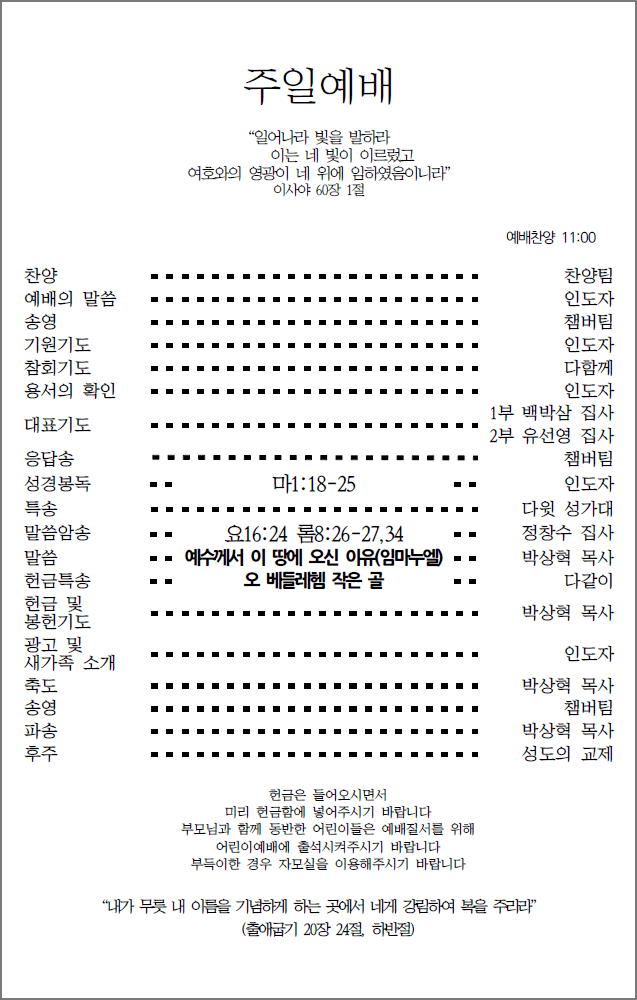 주일예배
“일어나라 빛을 발하라
이는 네 빛이 이르렀고
여호와의 영광이 네 위에 임하였음이니라”
이사야 60장 1절
예배찬양 11:00
찬양 찬양팀
예배의 말씀 인도자
송영 챔버팀
기원기도 인도자
참회기도 다함께
용서의 확인 인도자
대표기도 1부 백박삼 집사
2부 유선영 집사
응답송 챔버팀
성경봉독 마1:18-25 인도자
특송 다윗 성가대
말씀암송 요16:24 롬8:26-27,34 정창수 집사
말씀 예수께서 이 땅에 오신 이유(임마누엘) 박상혁 목사
헌금특송 오 베들레헴 작은 골 다같이
헌금 및
봉헌기도 박상혁 목사
광고 및
새가족 소개 인도자
축도 박상혁 목사
송영 챔버팀
파송 박상혁 목사
후주 성도의 교제
헌금은 들어오시면서
미리 헌금함에 넣어주시기 바랍니다
부모님과 함께 동반한 어린이들은 예배질서를 위해
어린이예배에 출석시켜주시기 바랍니다
부득이한 경우 자모실을 이용해주시기 바랍니다
“내가 무릇 내 이름을 기념하게 하는 곳에서 네게 강림하여 복을 주리라”
(출애굽기 20장 24절, 하반절)